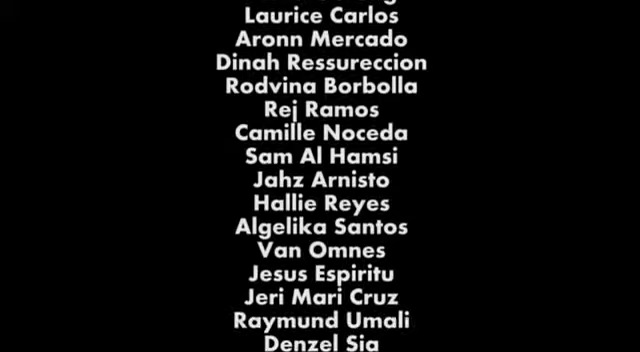 Laurice Carlos
Aronn Mercado
Dinah Ressureccion
Rodvina Borbolla
Rej Ramos
Camille Noceda
Sam Al Hamsi
Jahz Arnisto
Hallie Reyes
Algelika Santos
Van Omnes
Jesus Espiritu
Jeri Mari Cruz
Raymund Umali
Denzel Sia